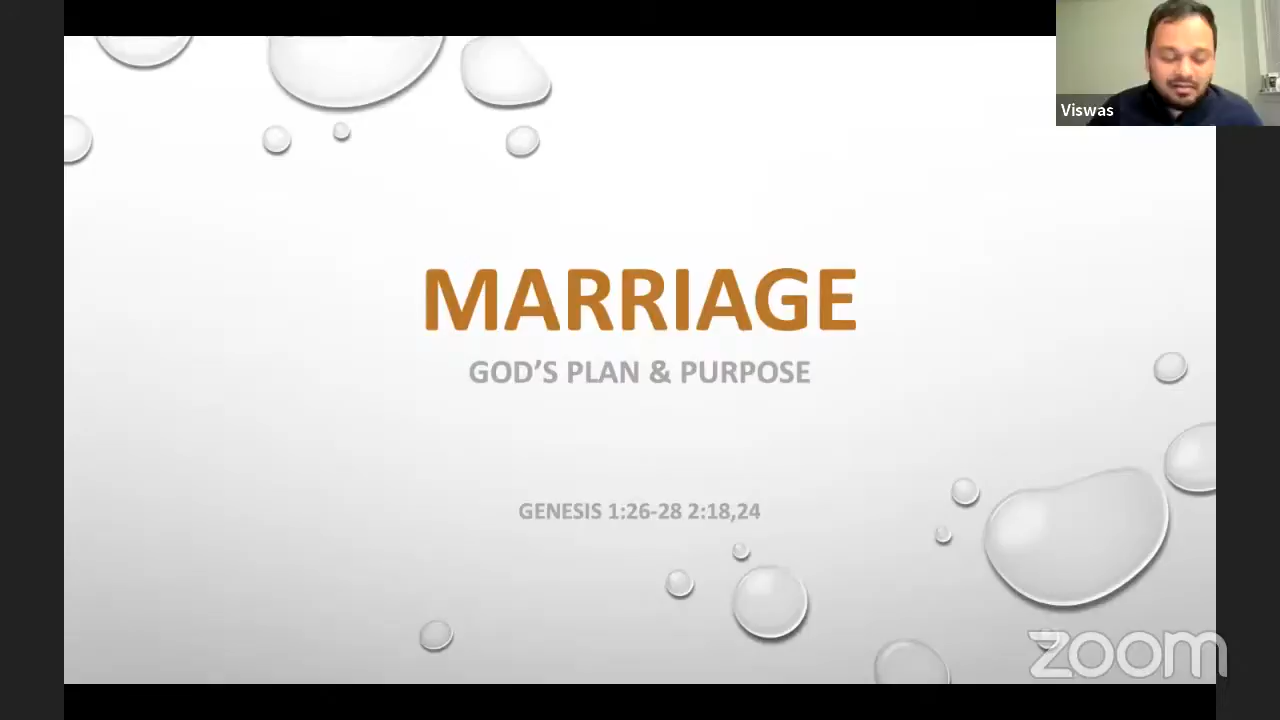 Viswas
MARRIAGE
GOD’S PLAN & PURPOSE
GENESIS 1:26-28 2:18,24
zoom